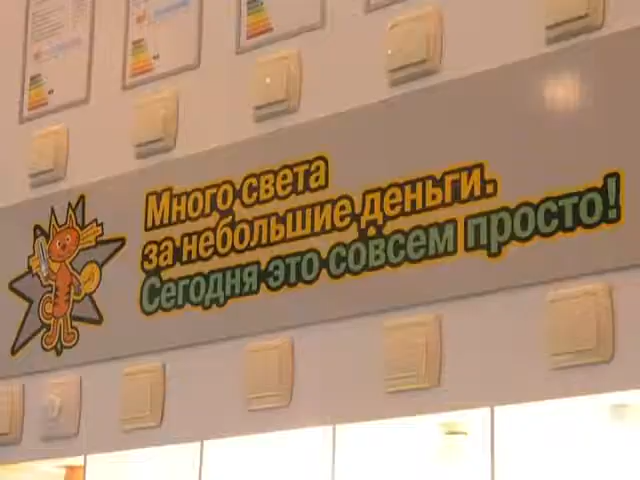 Много света
за небольшие деньги.
Сегодня это совсем просто!